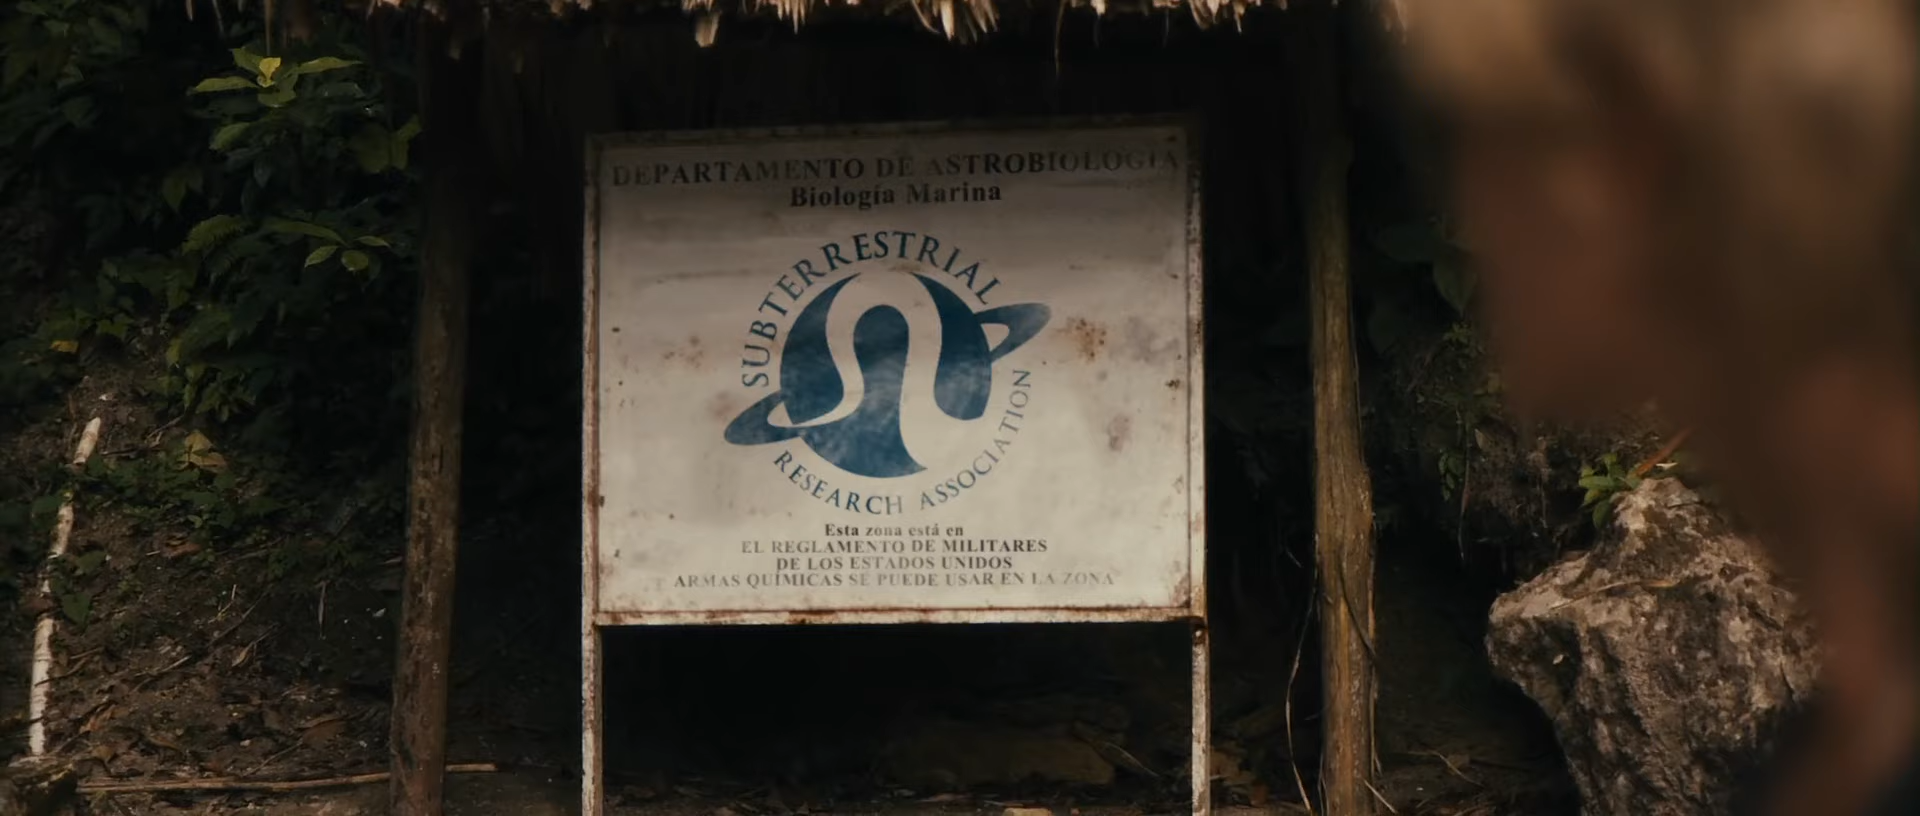 DEPARTAMENTO DE ASTROBIOLOGIA
Biología Marina
SUBTERRESTRIAL
RESEARCH ASSOCIATION
Esta zona está en
EL REGLAMENTO DE MILITARES
DE LOS ESTADOS UNIDOS
ARMAS QUÍMICAS SE PUEDE USAR EN LA ZONA